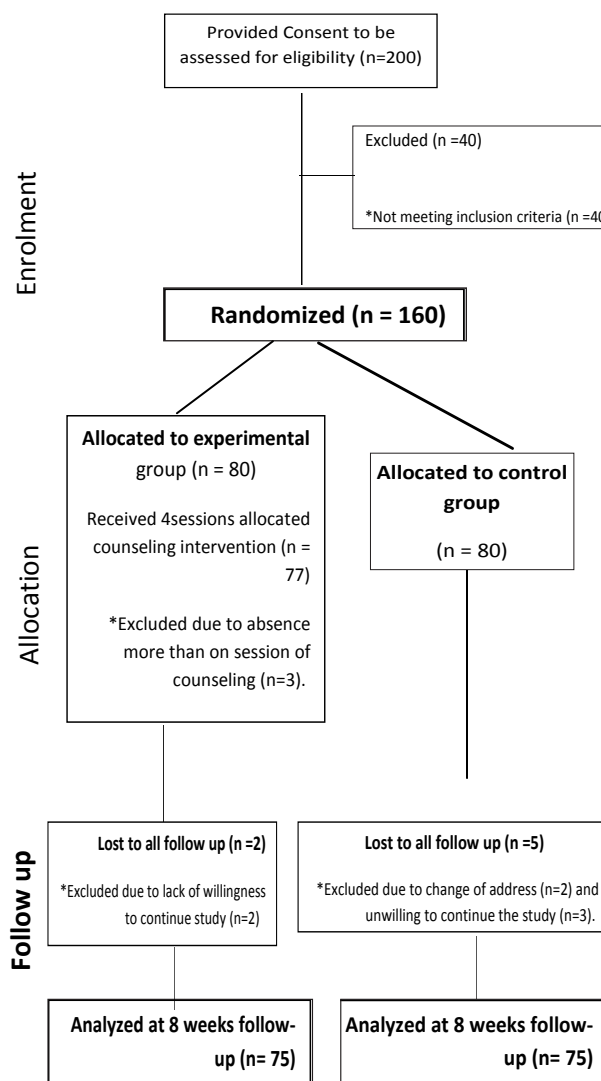 Provided Consent to be
assessed for eligibility (n=200)
Excluded (n =40)
*Not meeting inclusion criteria (n =40
Enrolment
Randomized (n = 160)
Allocated to experimental
group (n = 80)
Received 4sessions allocated
counseling intervention (n =
77)
*Excluded due to absence
more than on session of
counseling (n=3).
Allocated to control
group
(n = 80)
Allocation
Lost to all follow up (n =2)
*Excluded due to lack of willingness
to continue study (n=2)
Lost to all follow up (n =5)
*Excluded due to change of address (n=2) and
unwilling to continue the study (n=3).
Follow up
Analyzed at 8 weeks follow-
up (n= 75)
Analyzed at 8 weeks follow-
up (n= 75)